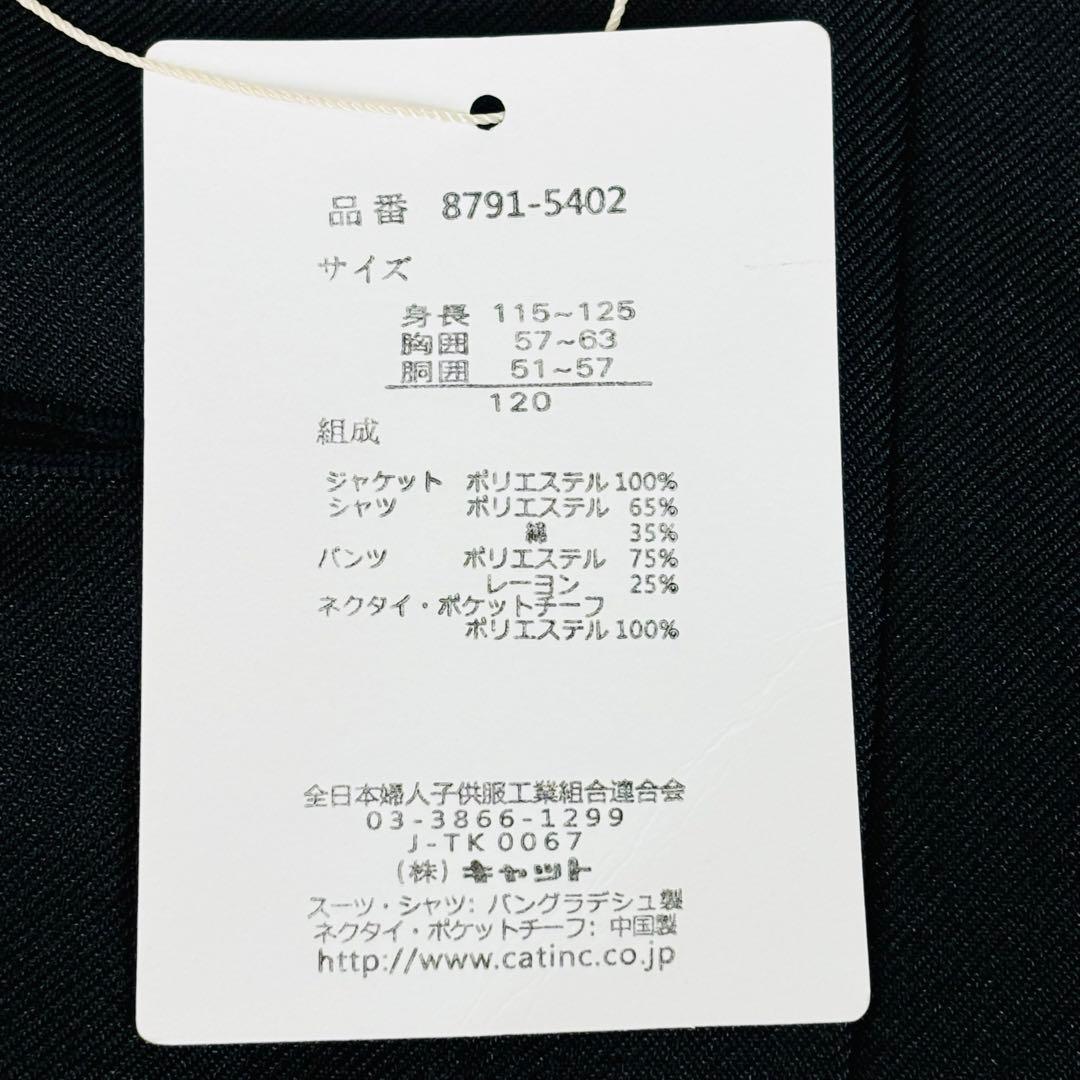 品番 8791-5402
サイズ
身長 115~125
胸囲 57~63
胴囲 51~57
120
組成
ジャケット ポリエステル 100%
シャツ ポリエステル 65%
綿 35%
パンツ ポリエステル 75%
レーヨン 25%
ネクタイ・ポケットチーフ
ポリエステル 100%
全日本婦人子供服工業組合連合会
03-3866-1299
J-TK0067
(株)キャット
スーツ・シャツ: バングラデシュ製
ネクタイ・ポケットチーフ: 中国製
http://www.catinc.co.jp